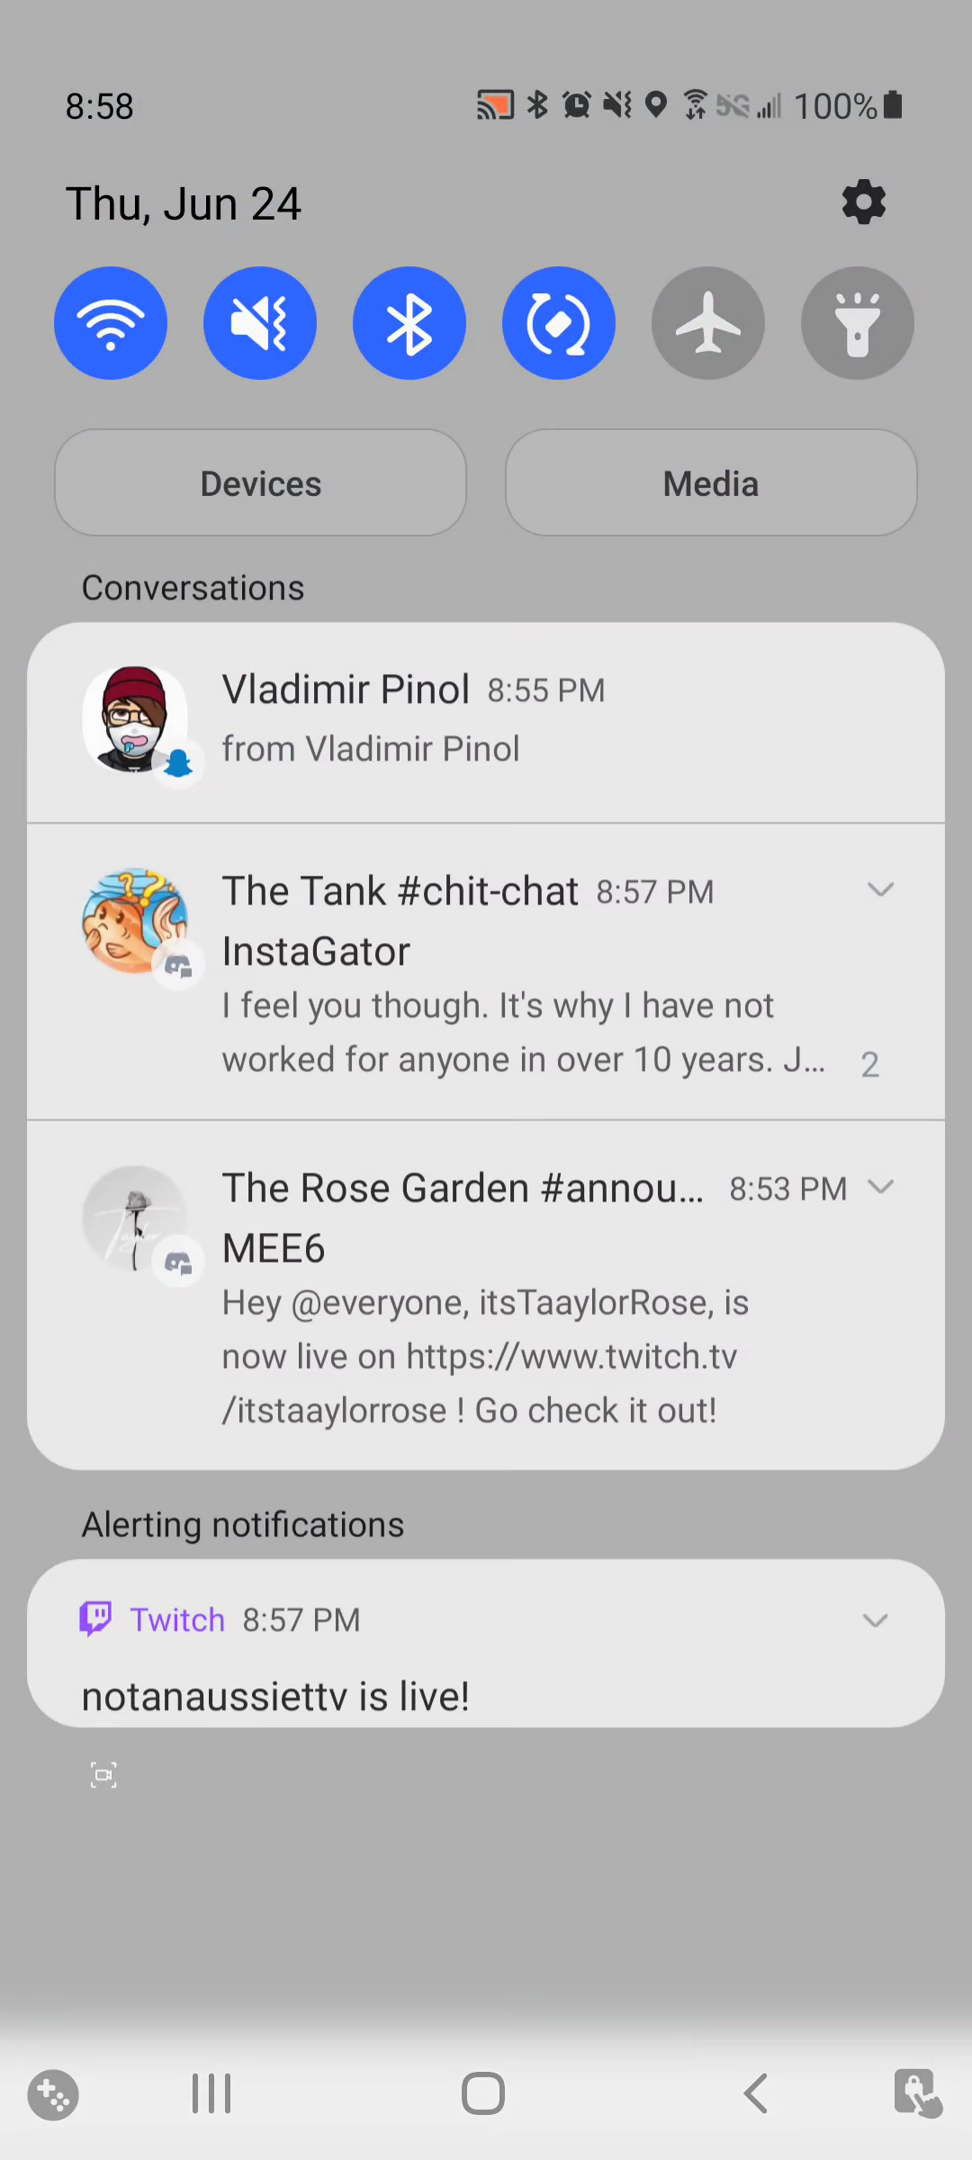 8:58
5G 100%
Thu, Jun 24
Devices
Media
Conversations
Vladimir Pinol 8:55 PM
from Vladimir Pinol
The Tank #chit-chat 8:57 PM
InstaGator
I feel you though. It's why I have not
worked for anyone in over 10 years. J...
2
The Rose Garden #annou... 8:53 PM
MEE6
Hey @everyone, itsTaaylorRose, is
now live on https://www.twitch.tv
/itstaaylorrose ! Go check it out!
Alerting notifications
Twitch 8:57 PM
notanaussiettv is live!